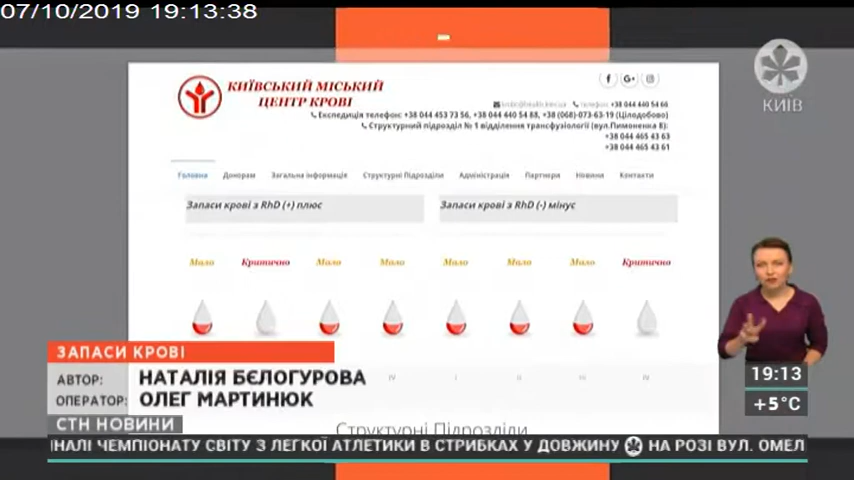 07/10/2019 19:13:38
КИЇВСЬКИЙ МІСЬКИЙ
ЦЕНТР КРОВІ
телефон: +38 044 440 54 66
Експедиція телефон: +38 044 453 73 56, +38 044 440 54 88, +38 (068)-073-63-19 (Цілодобово)
Структурний підрозділ № 1 відділення трансфузіології (вул.Пимоненка 8):
+38 044 465 43 63
+38 044 465 43 61
Головна Донорам Загальна інформація Структурні Підрозділи Адміністрація Партнери Новини Контакти
Запаси крові з RhD (+) плюс Запаси крові з RhD (-) мінус
Мало Критично Мало Мало Мало Мало Мало Критично
IV I II III IV
Структурні Підрозділи
КИЇВ
ЗАПАСИ КРОВІ
АВТОР: НАТАЛІЯ БЄЛОГУРОВА
ОПЕРАТОР: ОЛЕГ МАРТИНЮК
СТН НОВИНИ
19:13
+5°C
ІНАЛІ ЧЕМПІОНАТУ СВІТУ З ЛЕГКОЇ АТЛЕТИКИ В СТРИБКАХ У ДОВЖИНУ НА РОЗІ ВУЛ. ОМЕЛ